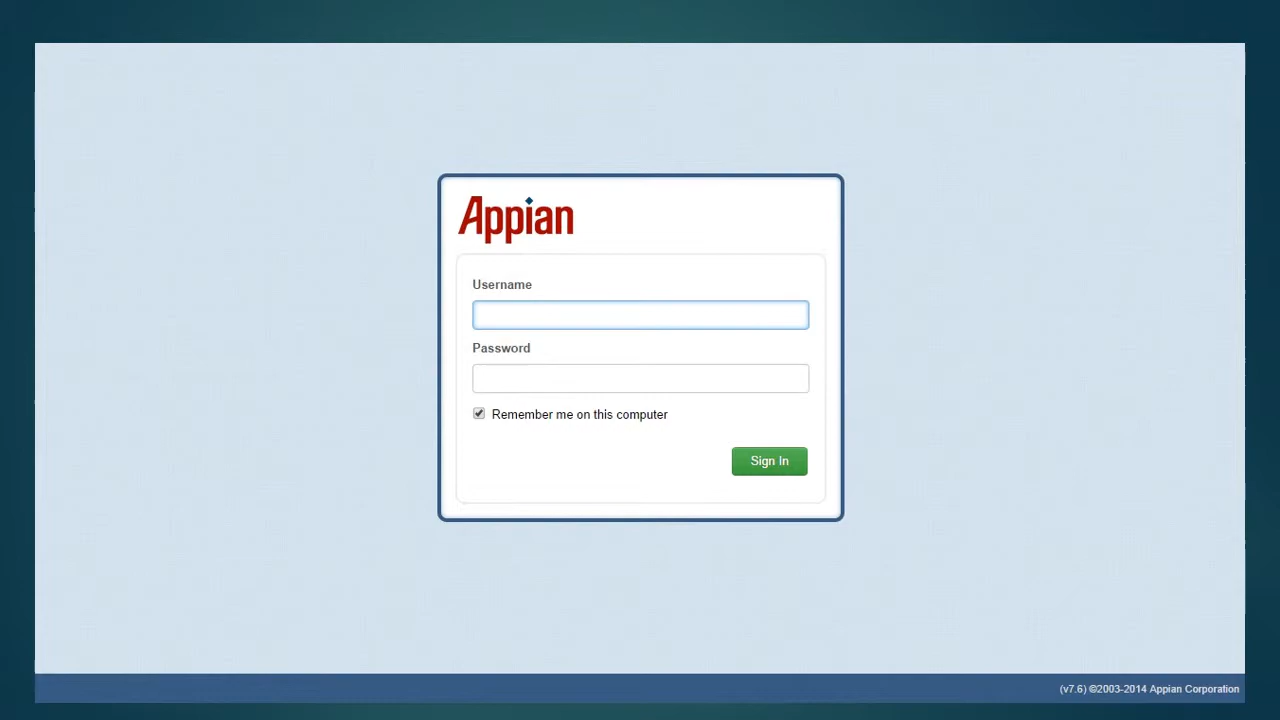 Appian
Username
Password
Remember me on this computer
Sign In
(v7.6) ©2003-2014 Appian Corporation